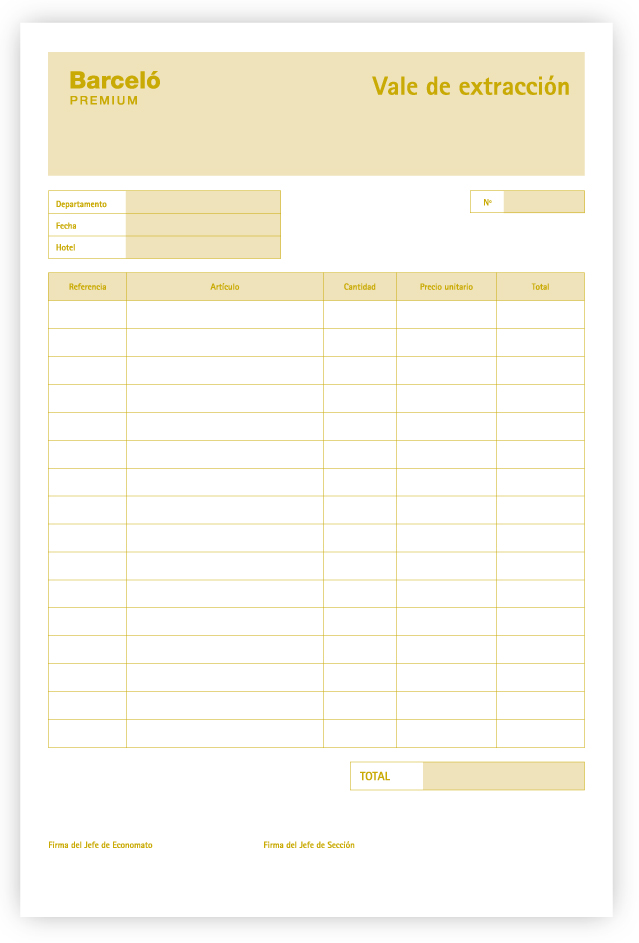 Barceló
PREMIUM
Vale de extracción
Departamento
Nº
Fecha
Hotel
Referencia Artículo Cantidad Precio unitario Total
TOTAL
Firma del Jefe de Economato Firma del Jefe de Sección